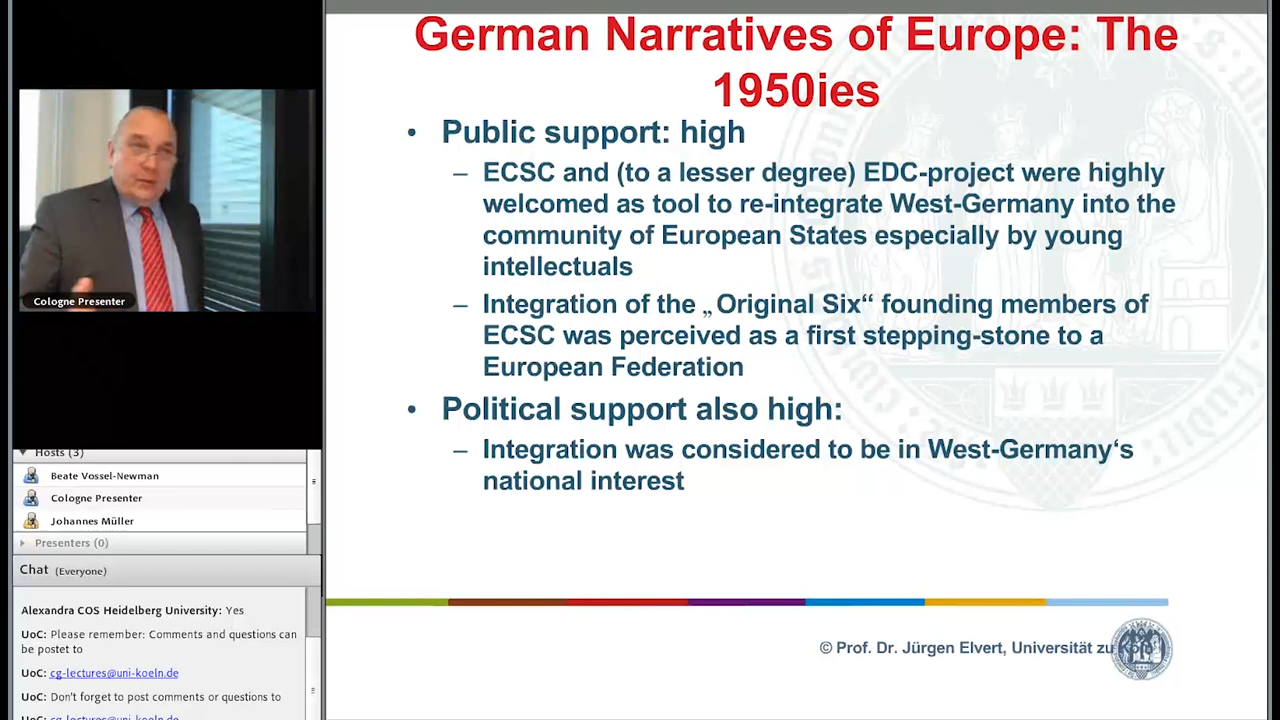 German Narratives of Europe: The
1950ies
• Public support: high
– ECSC and (to a lesser degree) EDC-project were highly
welcomed as tool to re-integrate West-Germany into the
community of European States especially by young
intellectuals
– Integration of the „Original Six“ founding members of
ECSC was perceived as a first stepping-stone to a
European Federation
• Political support also high:
– Integration was considered to be in West-Germany‘s
national interest
© Prof. Dr. Jürgen Elvert, Universität zu Köln
Cologne Presenter
Hosts (3)
Beate Vossel-Newman
Cologne Presenter
Johannes Müller
Presenters (0)
Chat (Everyone)
Alexandra COS Heidelberg University: Yes
UoC: Please remember: Comments and questions can
be postet to
UoC: cg-lectures@uni-koeln.de
UoC: Don't forget to post comments or questions to
UoC: cg-lectures@uni-koeln.de